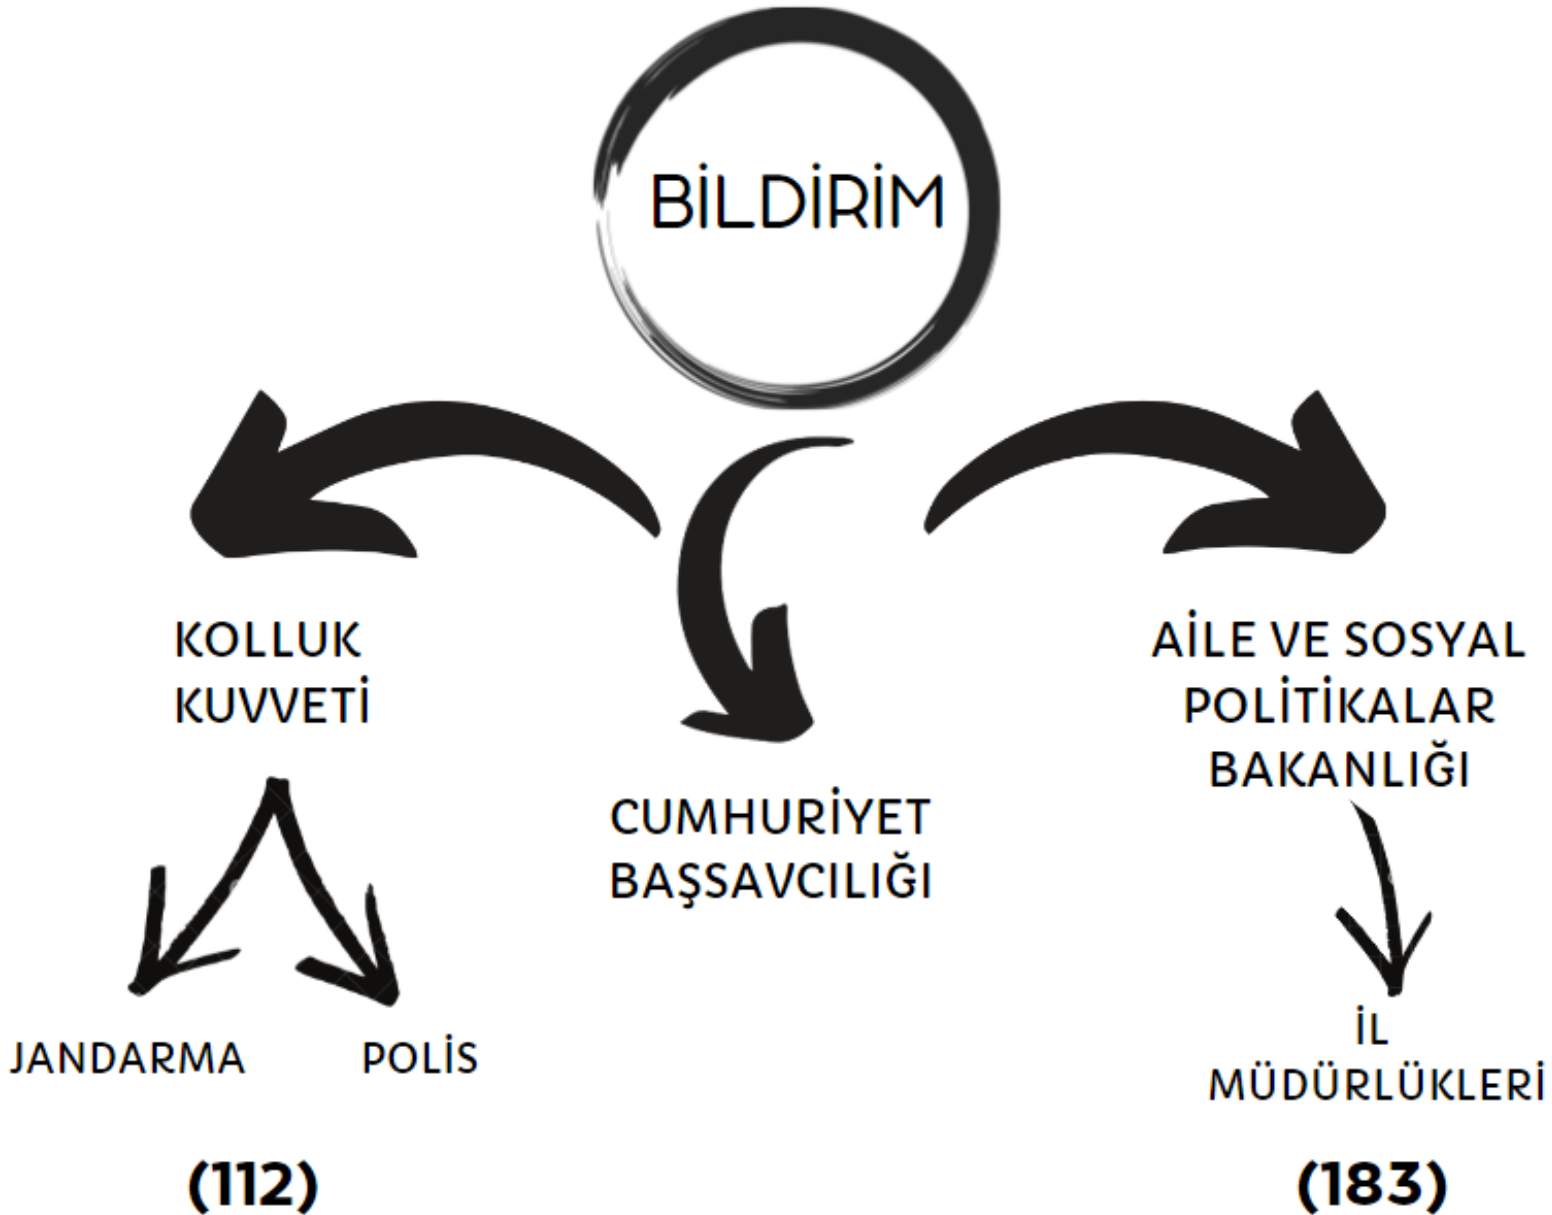 BİLDİRİM
KOLLUK
KUVVETİ
JANDARMA
POLİS
(112)
CUMHURİYET
BAŞSAVCILIĞI
AİLE VE SOSYAL
POLİTİKALAR
BAKANLIĞI
İL
MÜDÜRLÜKLERİ
(183)